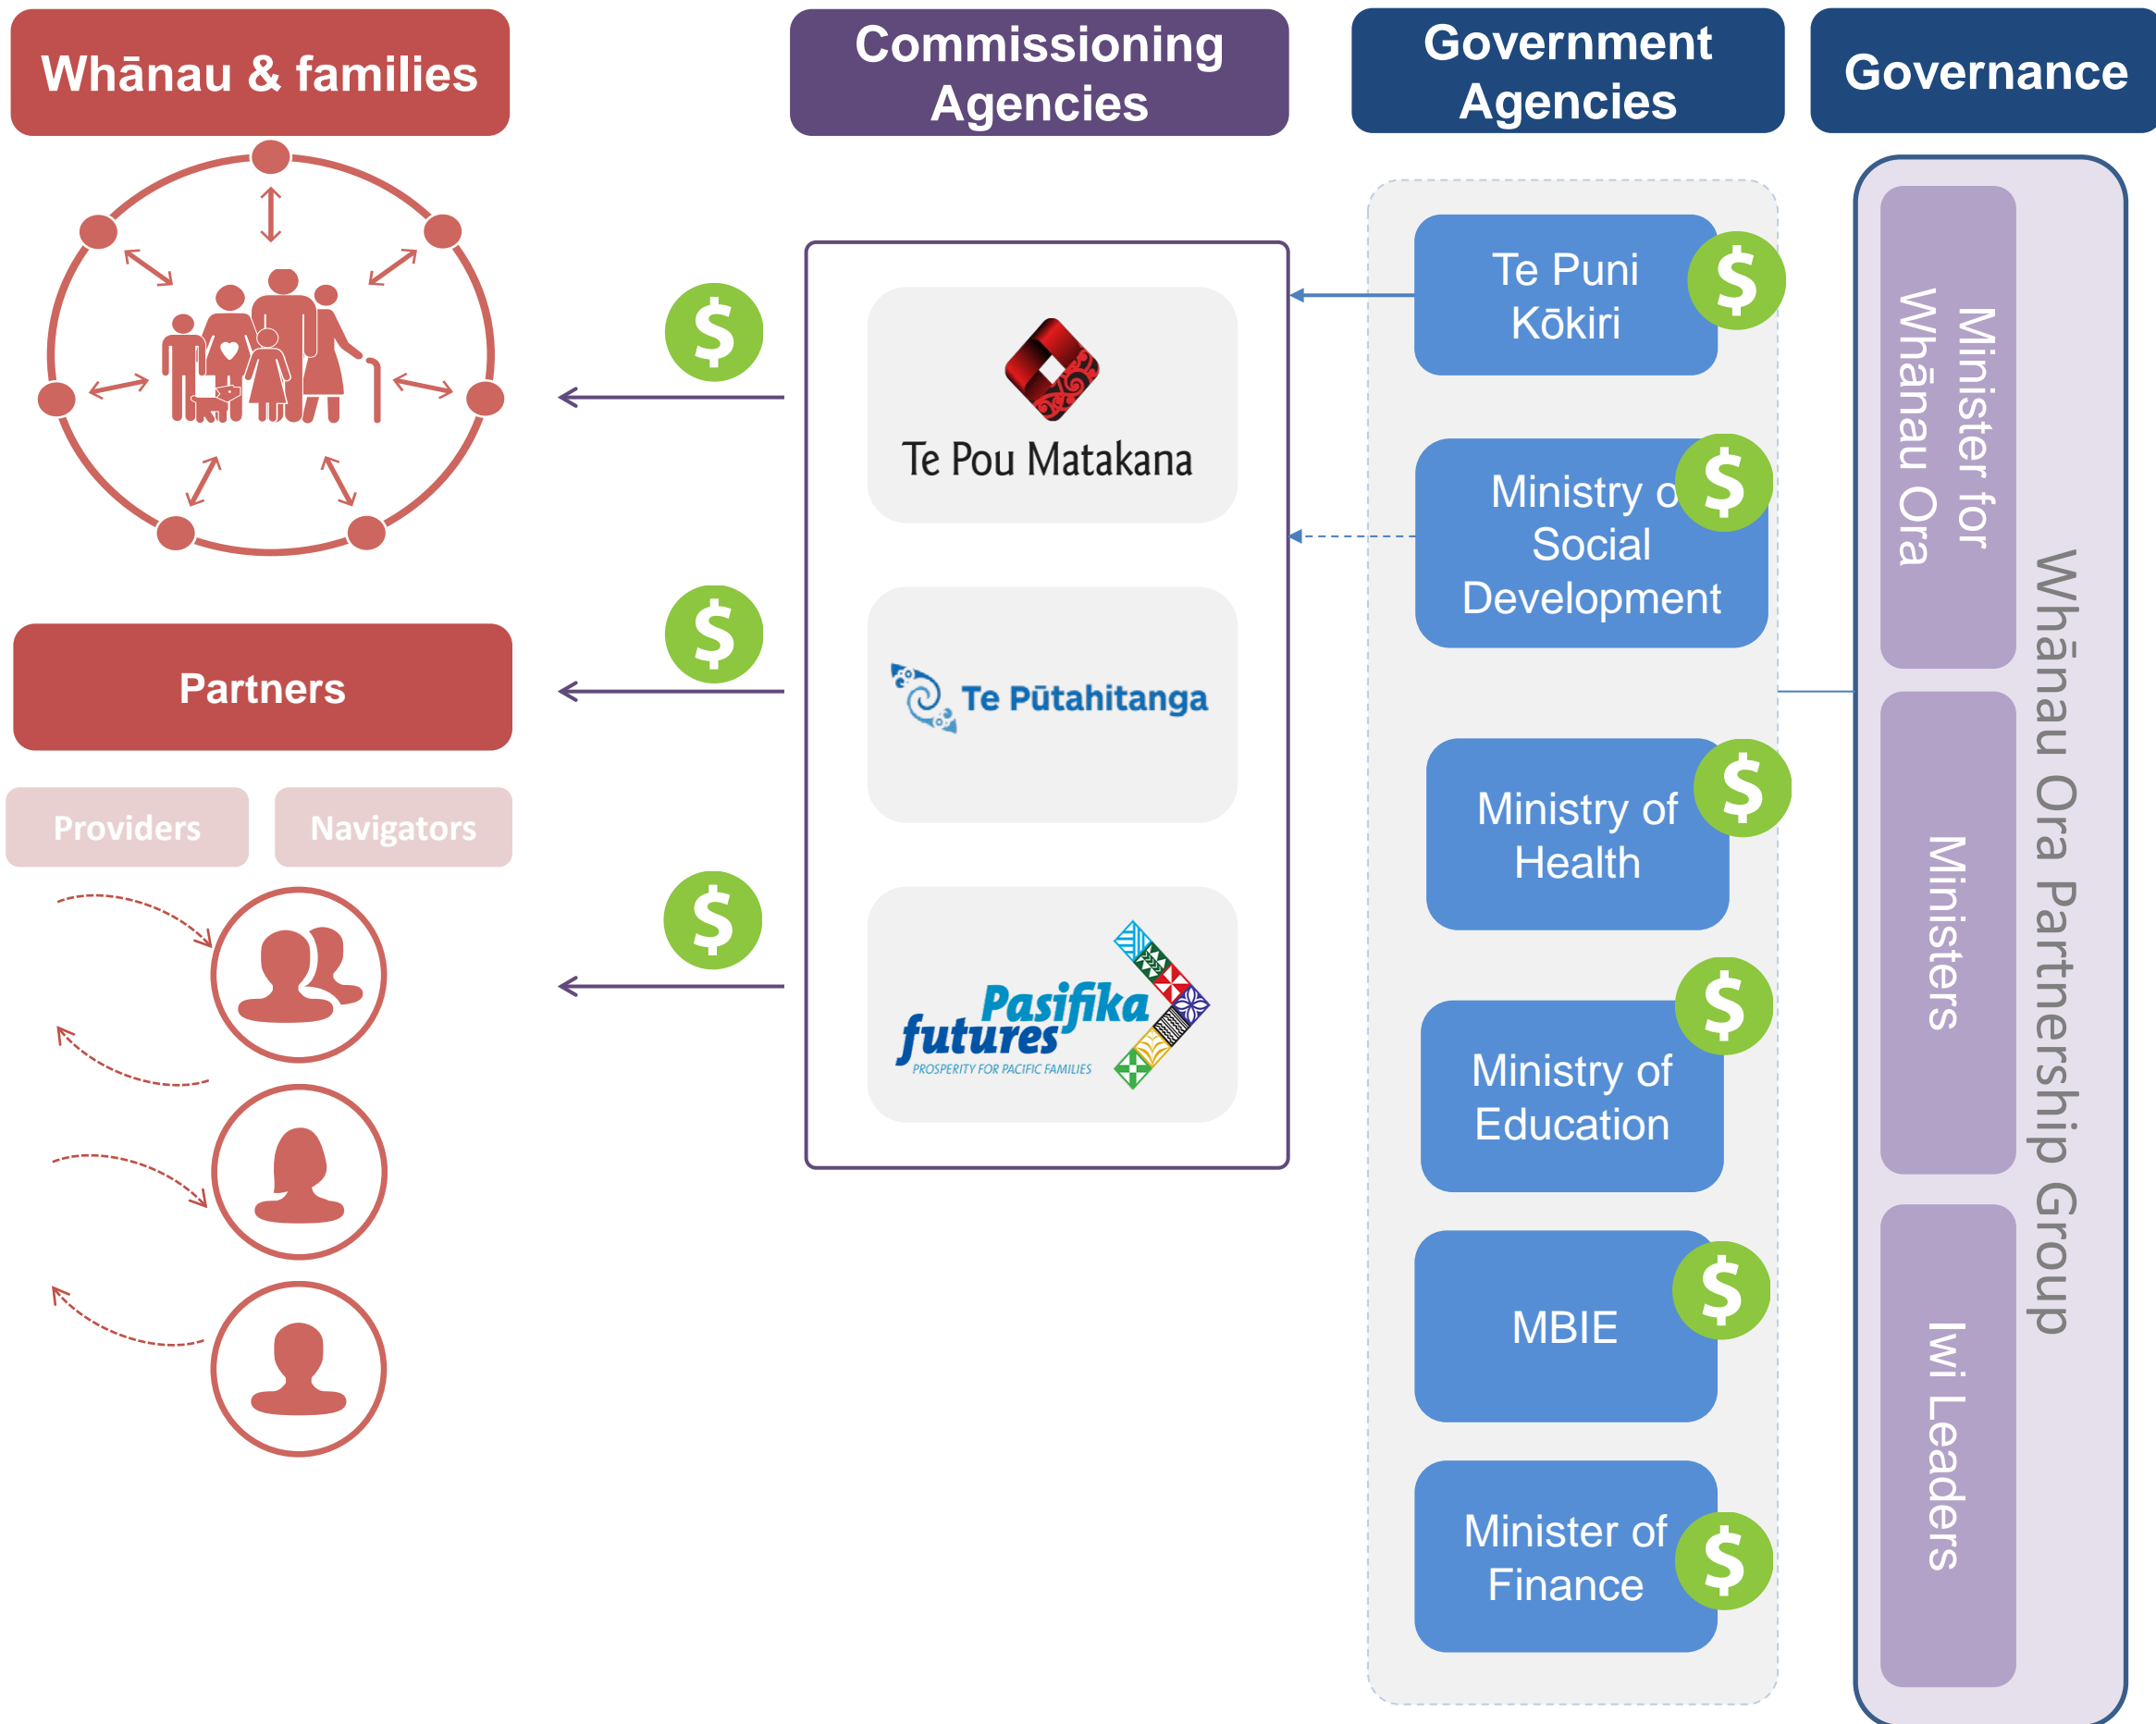 Whānau & families
Commissioning
Agencies
Government
Agencies
Governance
Te Pou Matakana
Te Pūtahitanga
Pasifika
futures
PROSPERITY FOR PACIFIC FAMILIES
Te Puni
Kōkiri
Ministry of
Social
Development
Ministry of
Health
Ministry of
Education
MBIE
Minister of
Finance
Minister for
Whānau Ora
Ministers
Iwi Leaders
Whānau Ora Partnership Group
Partners
Providers
Navigators
$
$
$
$
$
$
$
$
$